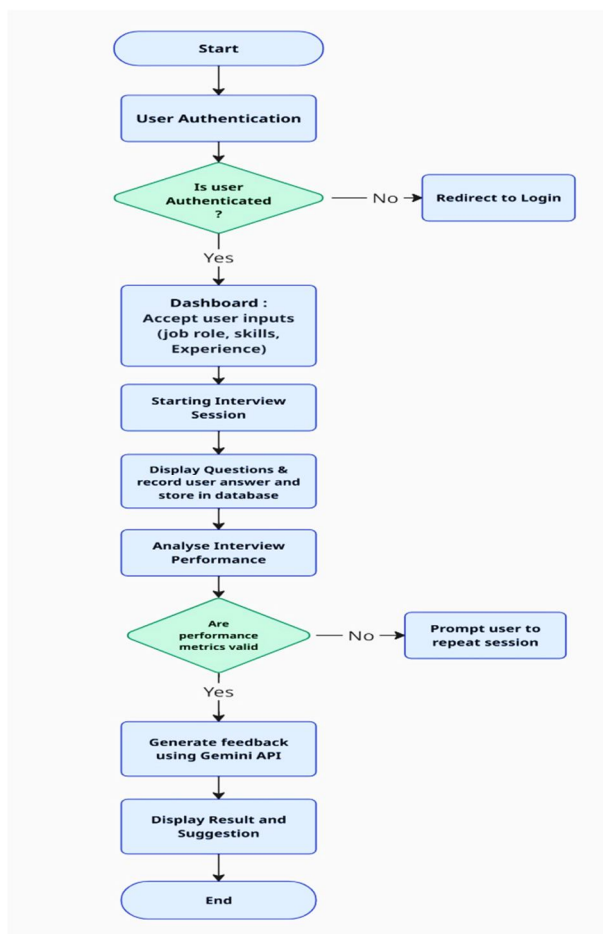 Start
User Authentication
Is user
Authenticated
?
No
Redirect to Login
Yes
Dashboard :
Accept user inputs
(job role, skills,
Experience)
Starting Interview
Session
Display Questions &
record user answer and
store in database
Analyse Interview
Performance
Are
performance
metrics valid
No
Prompt user to
repeat session
Yes
Generate feedback
using Gemini API
Display Result and
Suggestion
End